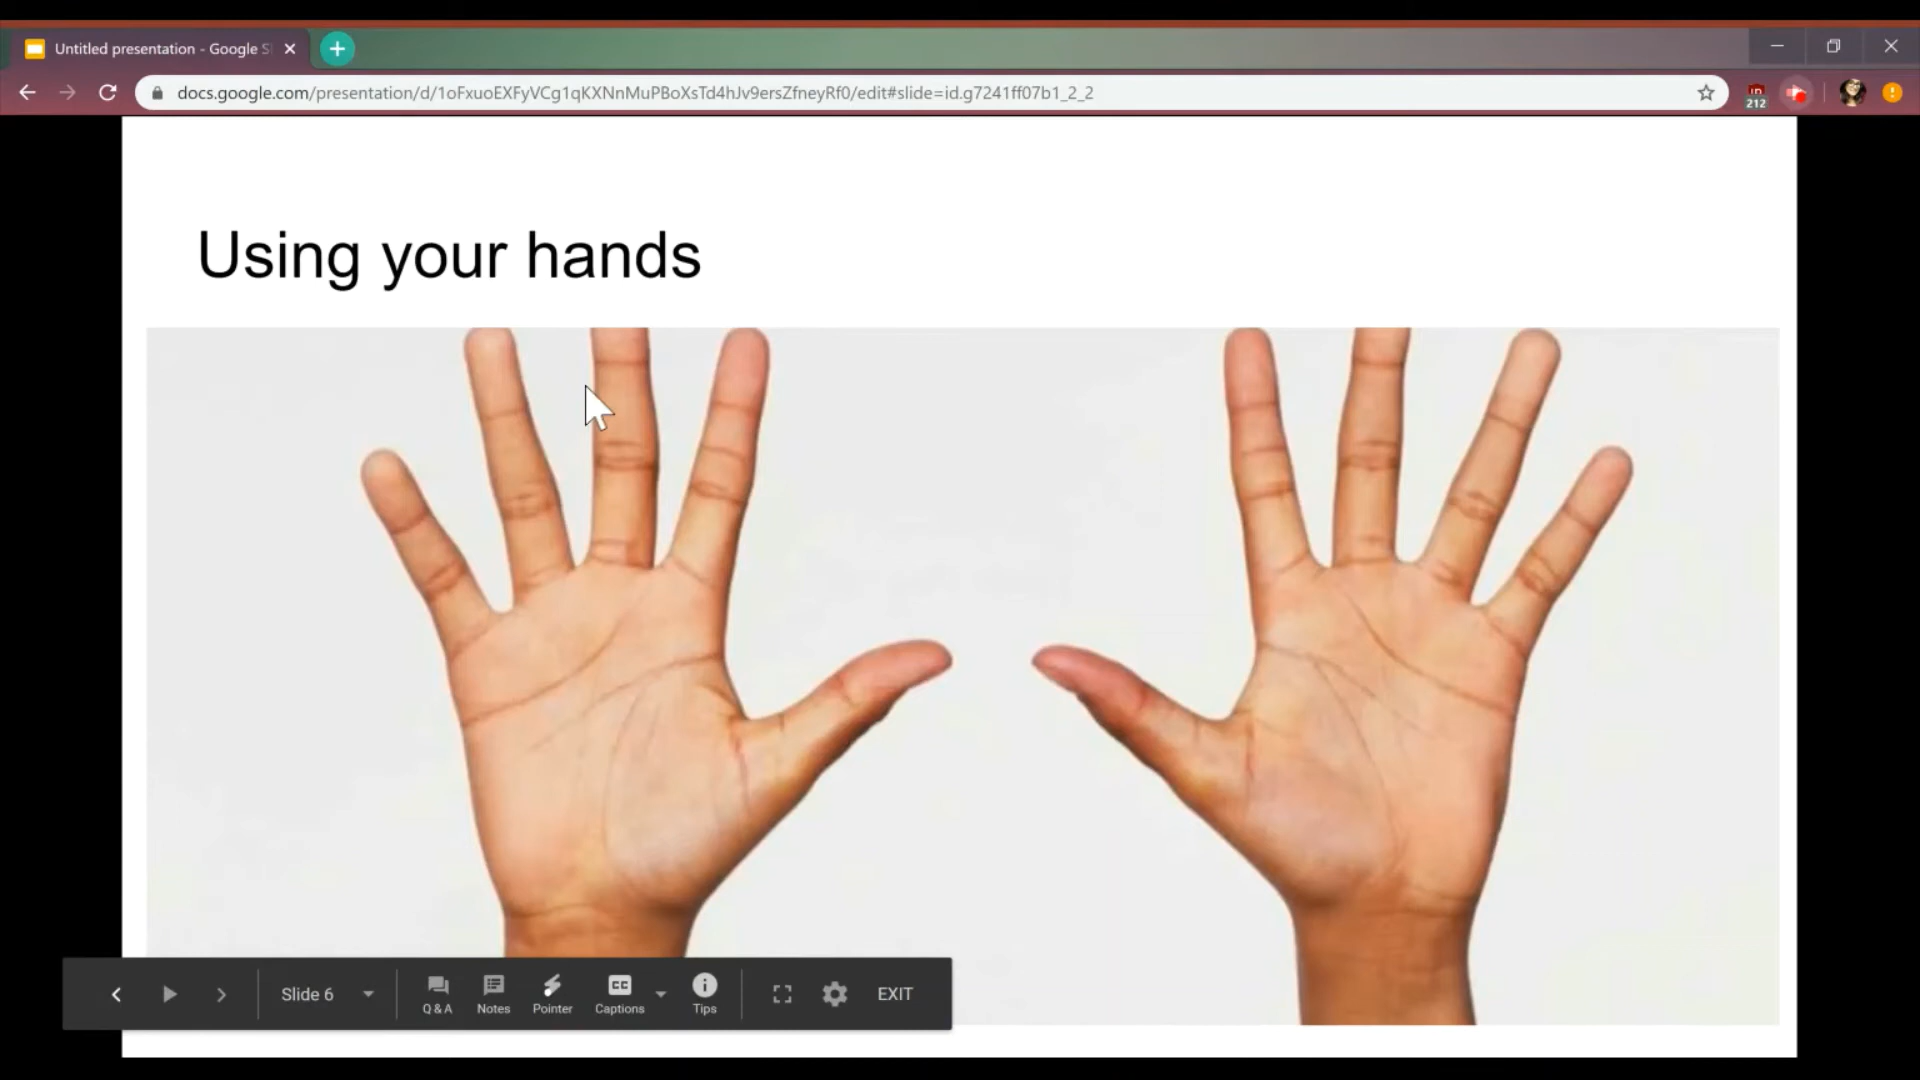 Untitled presentation - Google S
docs.google.com/presentation/d/1oFxuoEXFyVCg1qKXNnMuPBoXsTd4hJv9ersZfneyRf0/edit#slide=id.g7241ff07b1_2_2
212
Using your hands
Slide 6
Q & A
Notes
Pointer
CC
Captions
Tips
EXIT